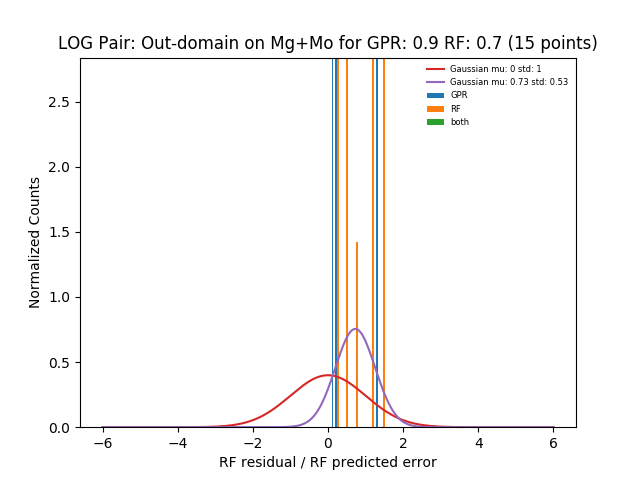 LOG Pair: Out-domain on Mg+Mo for GPR: 0.9 RF: 0.7 (15 points)
Gaussian mu: 0 std: 1
Gaussian mu: 0.73 std: 0.53
GPR
RF
both
Normalized Counts
2.5
2.0
1.5
1.0
0.5
0.0
−6 −4 −2 0 2 4 6
RF residual / RF predicted error